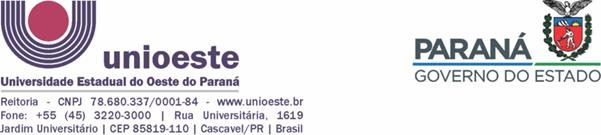 unioeste
Universidade Estadual do Oeste do Paraná
Reitoria - CNPJ 78.680.337/0001-84 - www.unioeste.br
Fone: +55 (45) 3220-3000 | Rua Universitária, 1619
Jardim Universitário | CEP 85819-110 | Cascavel/PR | Brasil
PARANÁ
GOVERNO DO ESTADO